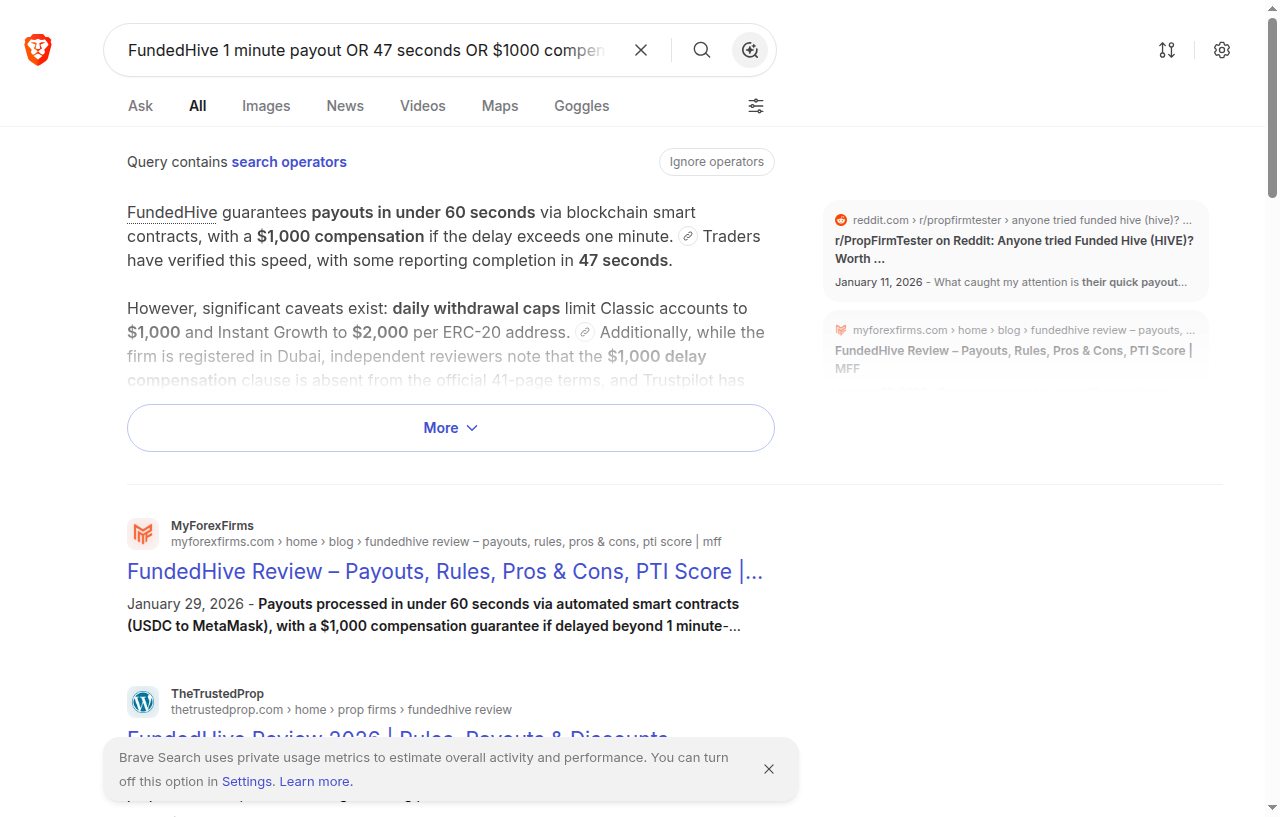 FundedHive 1 minute payout OR 47 seconds OR $1000 compen
Ask
All
Images
News
Videos
Maps
Goggles
Query contains search operators
Ignore operators
FundedHive guarantees payouts in under 60 seconds via blockchain smart
contracts, with a $1,000 compensation if the delay exceeds one minute. Traders
have verified this speed, with some reporting completion in 47 seconds.
However, significant caveats exist: daily withdrawal caps limit Classic accounts to
$1,000 and Instant Growth to $2,000 per ERC-20 address. Additionally, while the
firm is registered in Dubai, independent reviewers note that the $1,000 delay
compensation clause is absent from the official 41-page terms, and Trustpilot has
More
reddit.com › r/propfirmtester › anyone tried funded hive (hive)? ...
r/PropFirmTester on Reddit: Anyone tried Funded Hive (HIVE)?
Worth ...
January 11, 2026 - What caught my attention is their quick payout...
myforexfirms.com › home › blog › fundedhive review – payouts, ...
FundedHive Review – Payouts, Rules, Pros & Cons, PTI Score |
MFF
MyForexFirms
myforexfirms.com › home › blog › fundedhive review – payouts, rules, pros & cons, pti score | mff
FundedHive Review – Payouts, Rules, Pros & Cons, PTI Score |...
January 29, 2026 - Payouts processed in under 60 seconds via automated smart contracts
(USDC to MetaMask), with a $1,000 compensation guarantee if delayed beyond 1 minute-...
TheTrustedProp
thetrustedprop.com › home › prop firms › fundedhive review
FundedHive Review 2026 | Rules, Payouts & Discounts
Brave Search uses private usage metrics to estimate overall activity and performance. You can turn
off this option in Settings. Learn more.